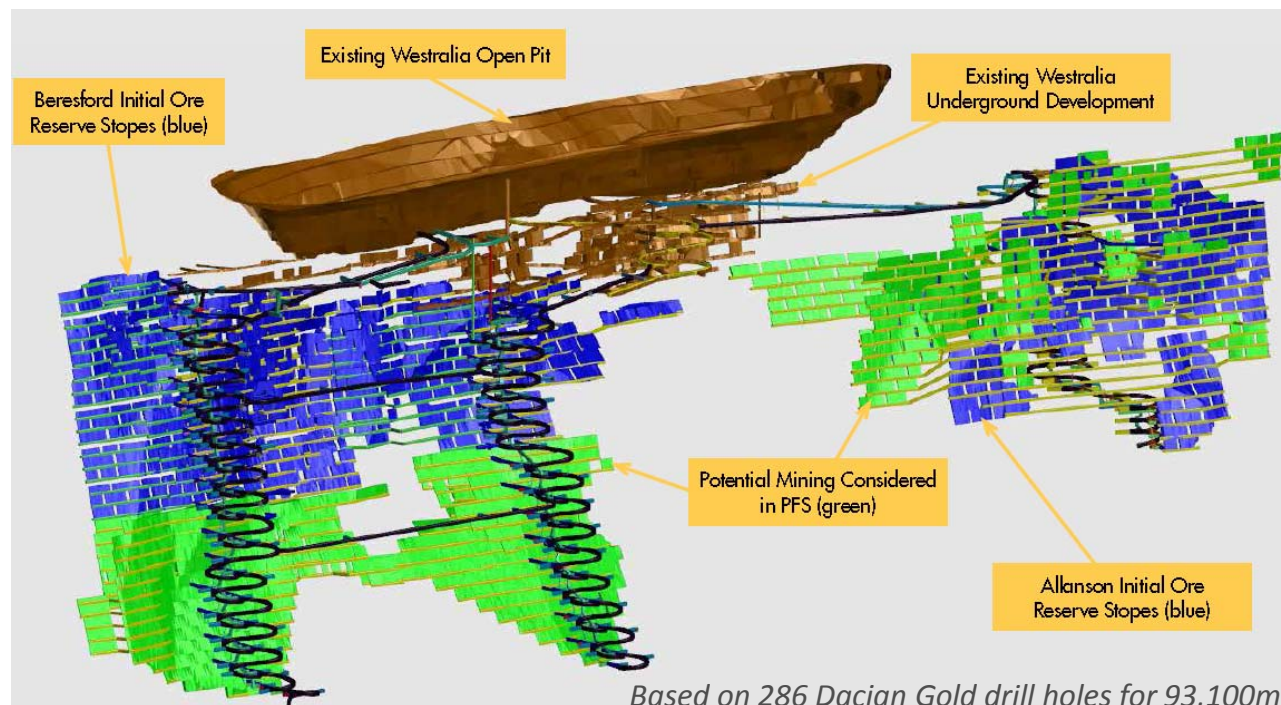 Existing Westralia Open Pit
Existing Westralia
Underground Development
Beresford Initial Ore
Reserve Stopes (blue)
Potential Mining Considered
in PFS (green)
Allanson Initial Ore
Reserve Stopes (blue)
Based on 286 Dacian Gold drill holes for 93,100m